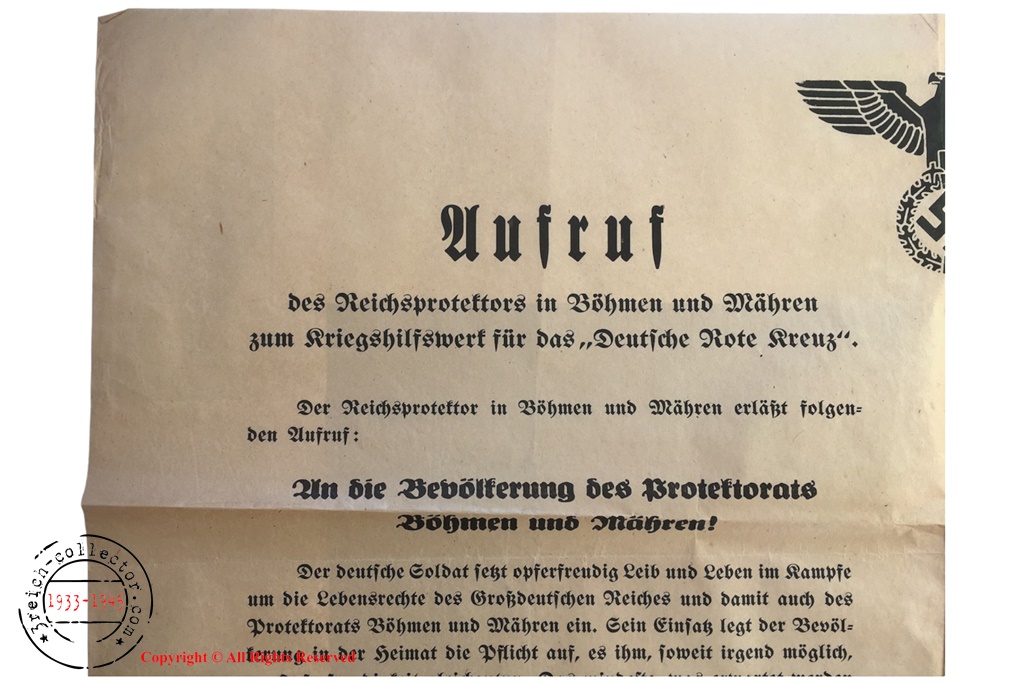 Aufruf
des Reichsprotektors in Böhmen und Mähren
zum Kriegshilfswerk für das „Deutsche Rote Kreuz“.
Der Reichsprotektor in Böhmen und Mähren erläßt folgen-
den Aufruf:
An die Bevölkerung des Protektorats
Böhmen und Mähren!
Der deutsche Soldat setzt opferfreudig Leib und Leben im Kampfe
um die Lebensrechte des Großdeutschen Reiches und damit auch des
Protektorats Böhmen und Mähren ein. Sein Einsatz legt der Bevöl-
kerung in der Heimat die Pflicht auf, es ihm, soweit irgend möglich,
3reich-collector.com
1933-1945
Copyright © All Rights Reserved